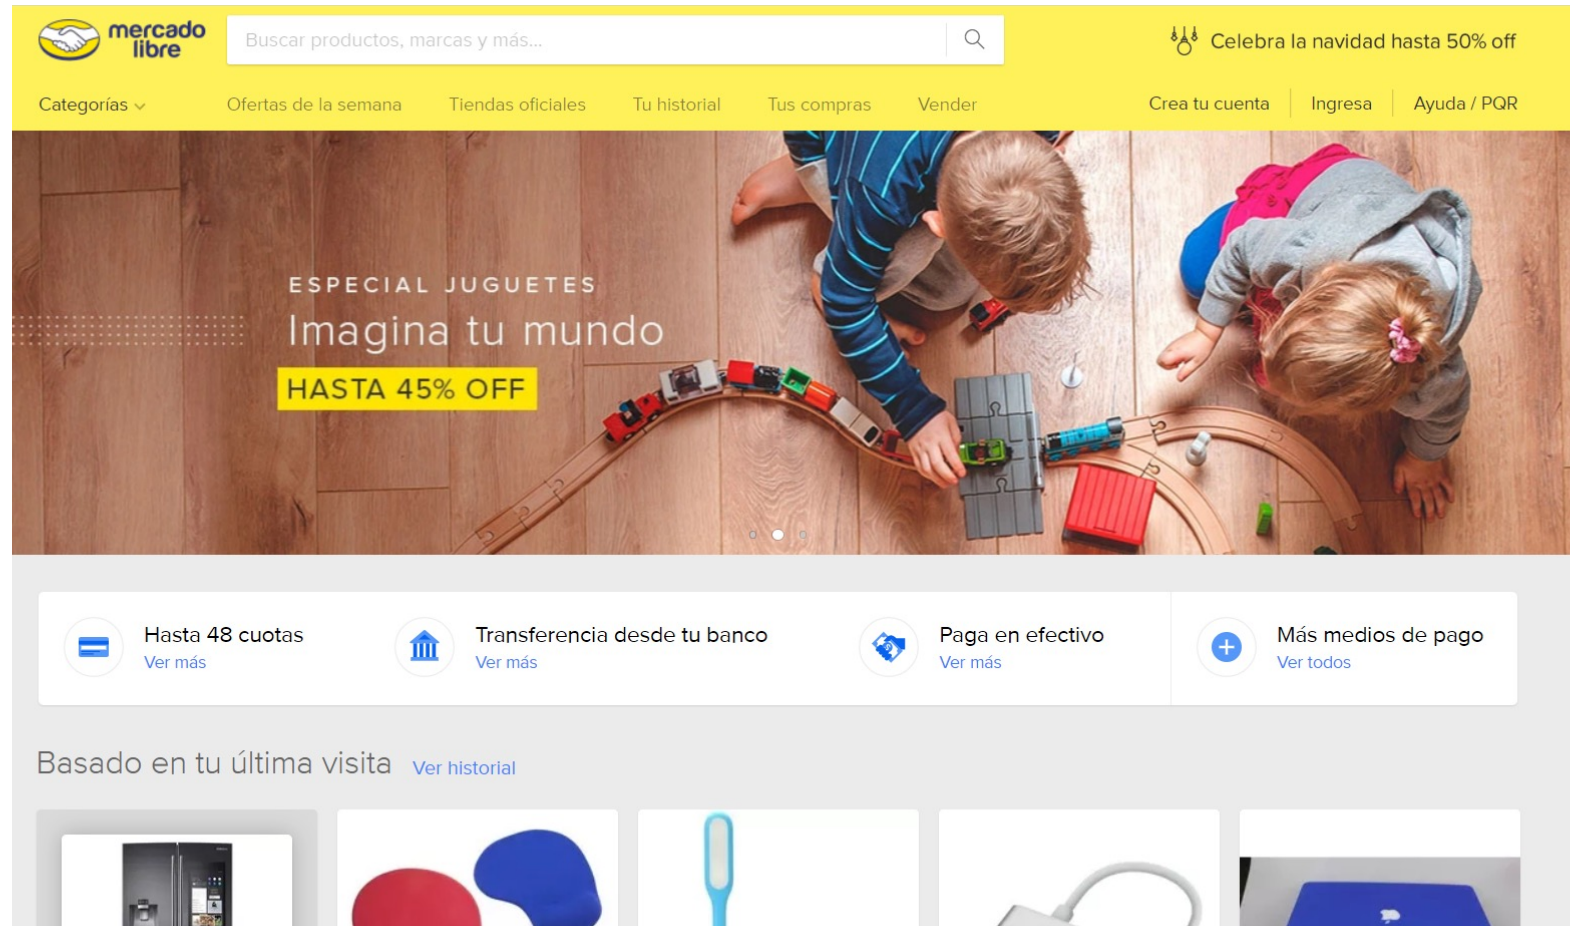 mercado
libre
Buscar productos, marcas y más...
Celebra la navidad hasta 50% off
Categorías
Ofertas de la semana
Tiendas oficiales
Tu historial
Tus compras
Vender
Crea tu cuenta
Ingresa
Ayuda / PQR
ESPECIAL JUGUETES
Imagina tu mundo
HASTA 45% OFF
Hasta 48 cuotas
Ver más
Transferencia desde tu banco
Ver más
Paga en efectivo
Ver más
Más medios de pago
Ver todos
Basado en tu última visita
Ver historial